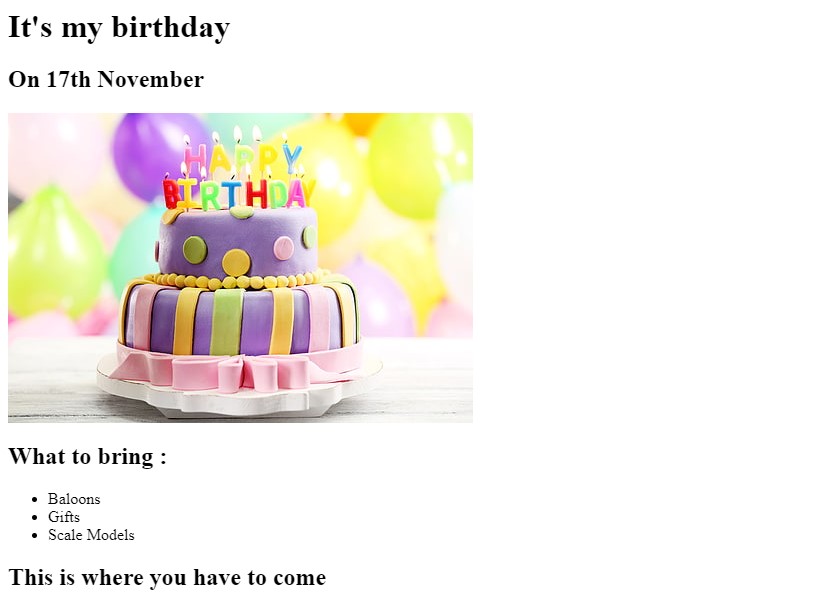 It's my birthday
On 17th November
HAPPY
BIRTHDAY
What to bring :
Baloons
Gifts
Scale Models
This is where you have to come